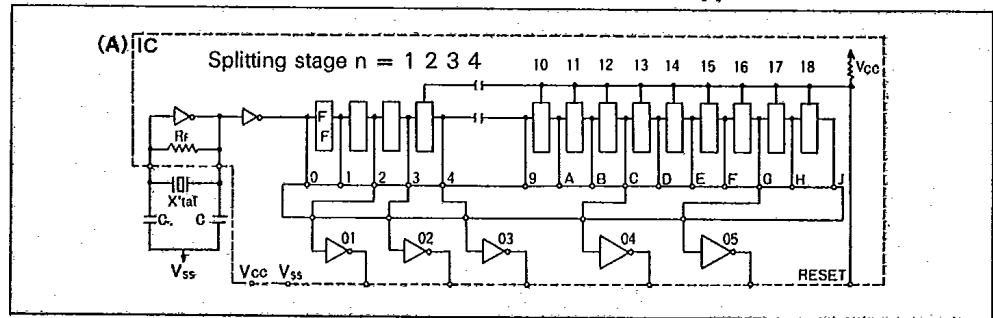 (A) IC
Splitting stage n = 1 2 3 4
10 11 12 13 14 15 16 17 18
VCC
F
F
Rf
X'tal
0 1 2 3 4 9 A B C D E F G H J
C C
01 02 03 04 05
VSS
VCC VSS
RESET